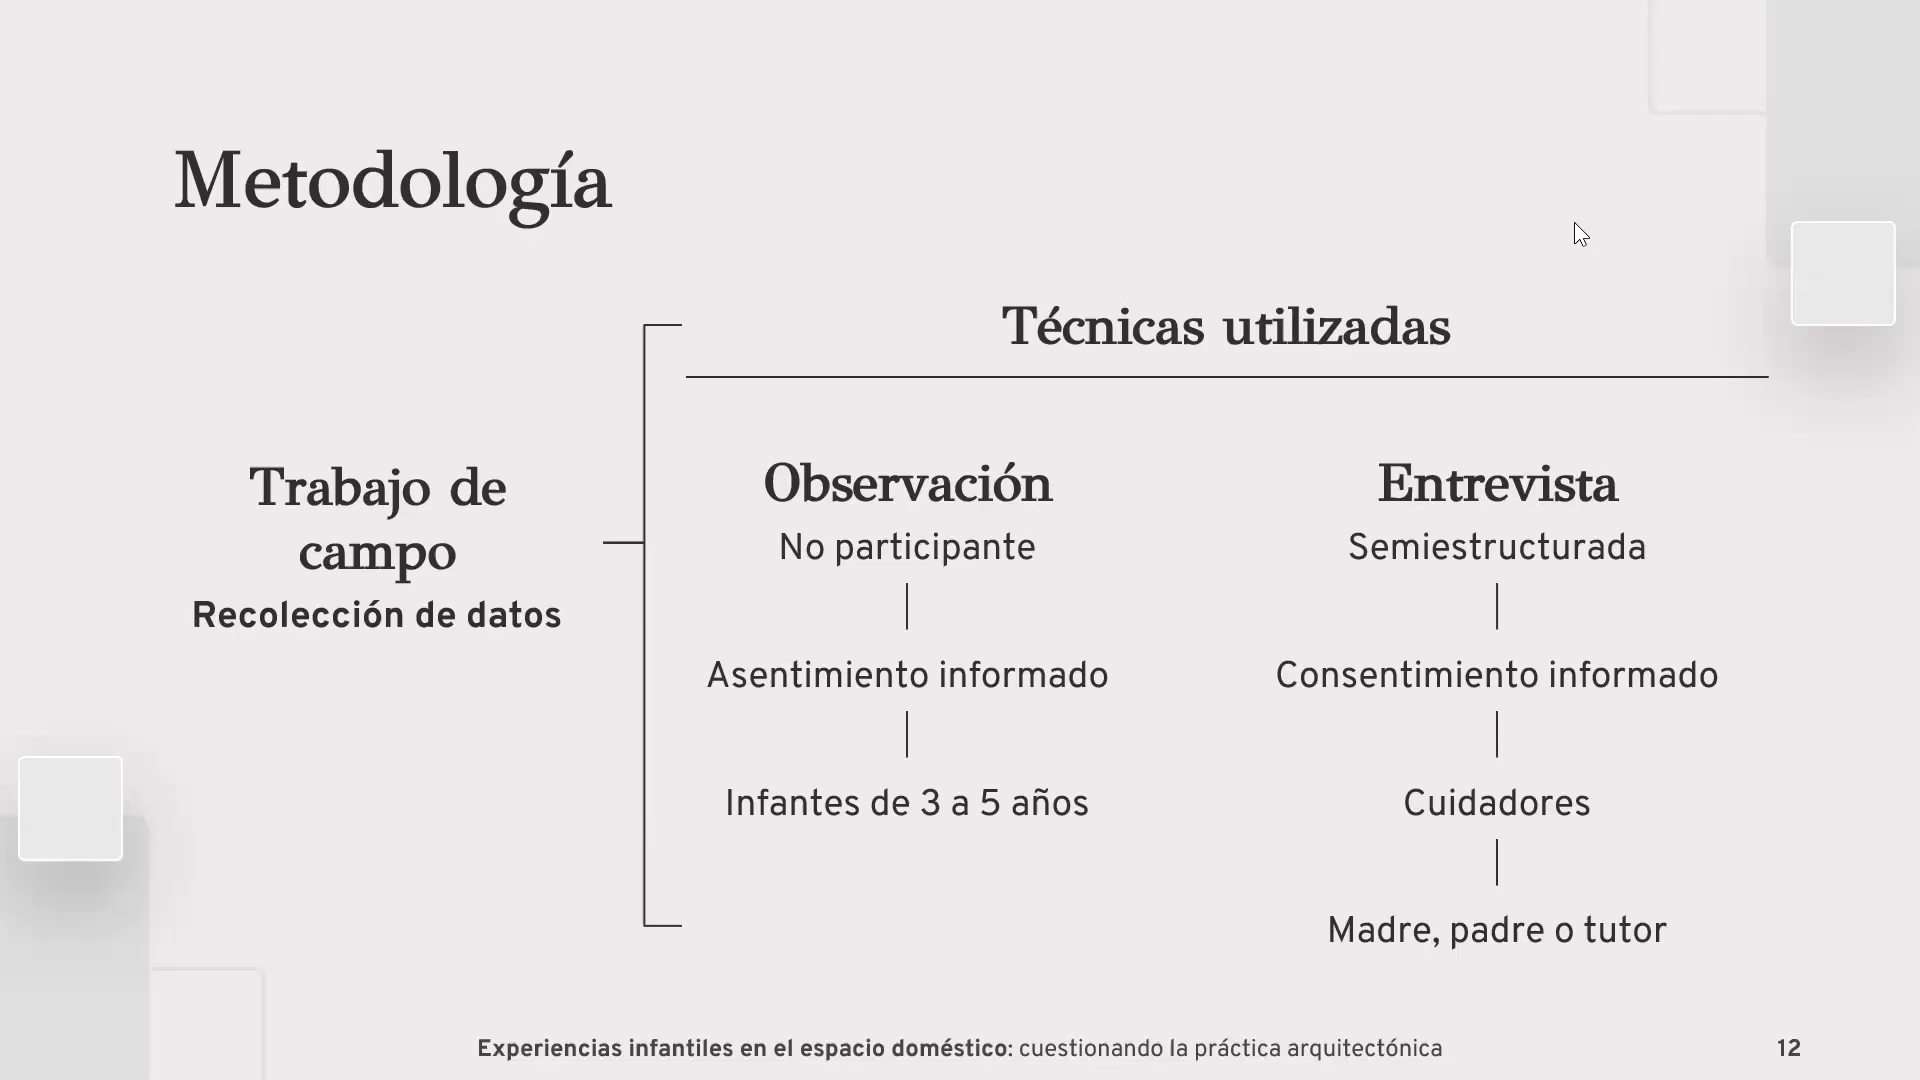 Metodología
Técnicas utilizadas
Trabajo de
campo
Recolección de datos
Observación
No participante
Asentimiento informado
Infantes de 3 a 5 años
Entrevista
Semiestructurada
Consentimiento informado
Cuidadores
Madre, padre o tutor
Experiencias infantiles en el espacio doméstico: cuestionando la práctica arquitectónica
12